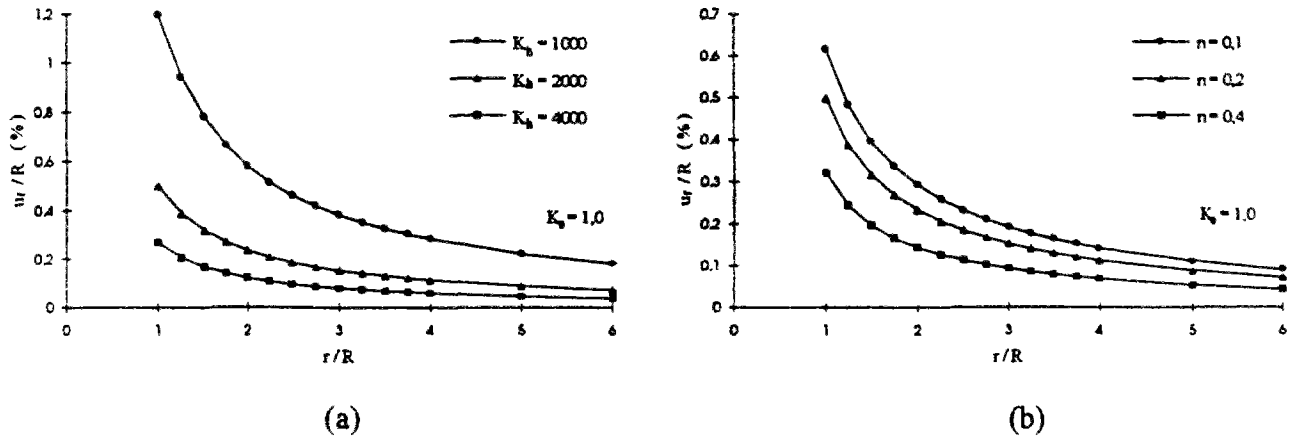 1.2
1
0.8
0.6
0.4
0.2
0
u_r/R (%)
0 1 2 3 4 5 6
r/R
K_h = 1000
K_h = 2000
K_h = 4000
K_0 = 1,0
(a)
0.7
0.6
0.5
0.4
0.3
0.2
0.1
0
u_r/R (%)
0 1 2 3 4 5 6
r/R
n = 0,1
n = 0,2
n = 0,4
K_0 = 1,0
(b)